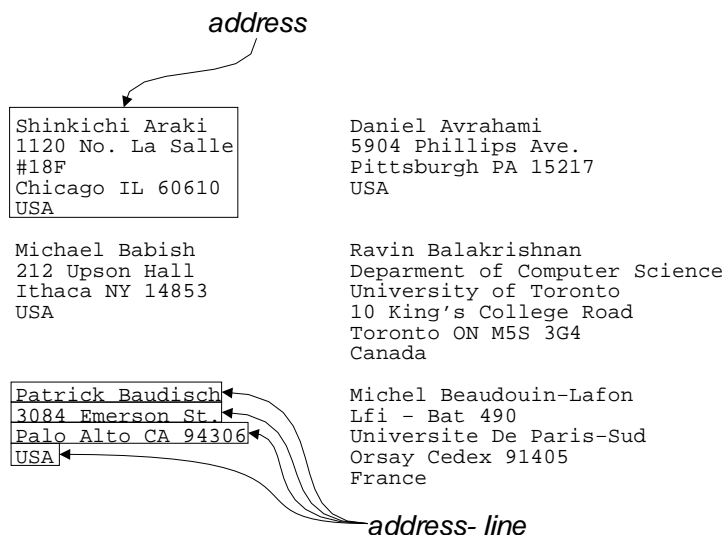 address
Shinkichi Araki
1120 No. La Salle
#18F
Chicago IL 60610
USA
Daniel Avrahami
5904 Phillips Ave.
Pittsburgh PA 15217
USA
Michael Babish
212 Upson Hall
Ithaca NY 14853
USA
Ravin Balakrishnan
Deparment of Computer Science
University of Toronto
10 King's College Road
Toronto ON M5S 3G4
Canada
Patrick Baudisch
3084 Emerson St.
Palo Alto CA 94306
USA
Michel Beaudouin-Lafon
Lfi - Bat 490
Universite De Paris-Sud
Orsay Cedex 91405
France
address- line